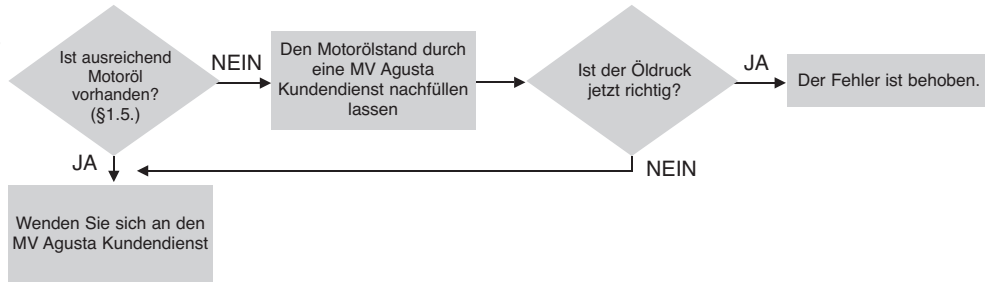 Ist ausreichend
Motoröl
vorhanden?
(§1.5.)
NEIN
Den Motorölstand durch
eine MV Agusta
Kundendienst nachfüllen
lassen
Ist der Öldruck
jetzt richtig?
JA
Der Fehler ist behoben.
JA
NEIN
Wenden Sie sich an den
MV Agusta Kundendienst